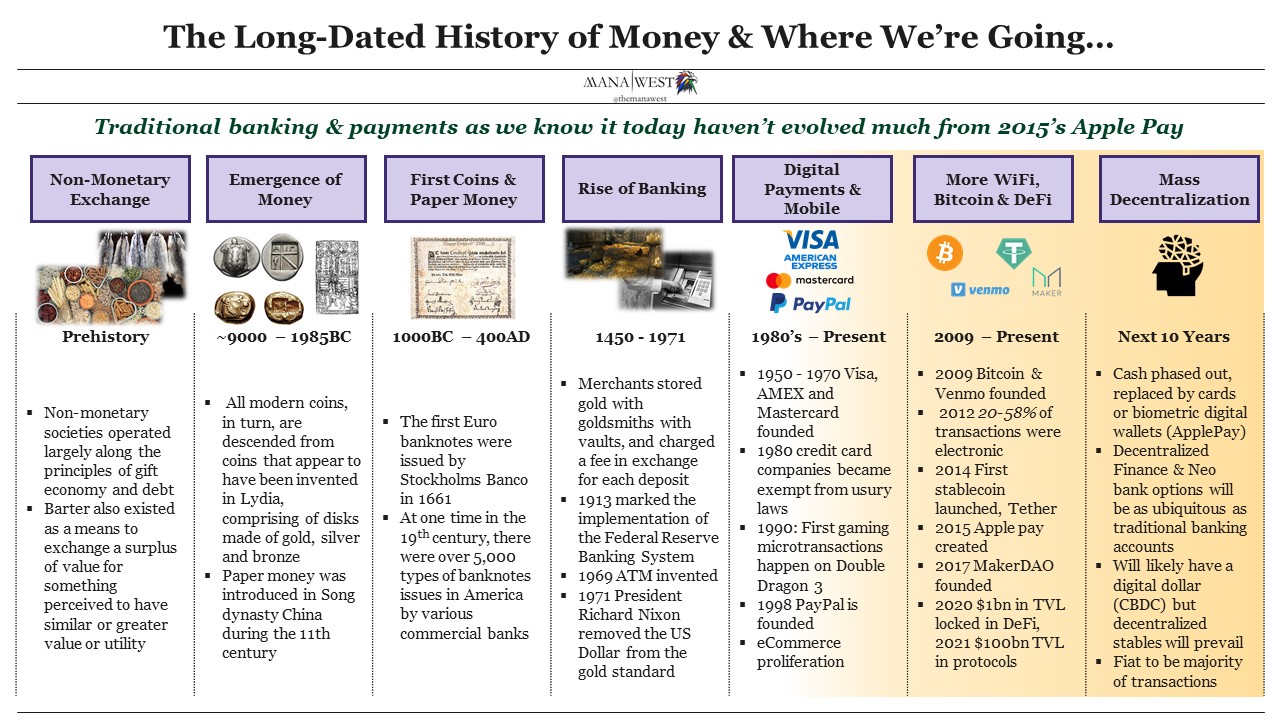 The Long-Dated History of Money & Where We're Going...
MANA|WEST
@themanawest
Traditional banking & payments as we know it today haven't evolved much from 2015's Apple Pay
Non-Monetary
Exchange
Prehistory
▪ Non-monetary
societies operated
largely along the
principles of gift
economy and debt
▪ Barter also existed
as a means to
exchange a surplus
of value for
something
perceived to have
similar or greater
value or utility
Emergence of
Money
~9000 – 1985BC
▪ All modern coins,
in turn, are
descended from
coins that appear to
have been invented
in Lydia,
comprising of disks
made of gold, silver
and bronze
▪ Paper money was
introduced in Song
dynasty China
during the 11th
century
First Coins &
Paper Money
1000BC – 400AD
▪ The first Euro
banknotes were
issued by
Stockholms Banco
in 1661
▪ At one time in the
19th century, there
were over 5,000
types of banknotes
issues in America
by various
commercial banks
Rise of Banking
1450 - 1971
▪ Merchants stored
gold with
goldsmiths with
vaults, and charged
a fee in exchange
for each deposit
▪ 1913 marked the
implementation of
the Federal Reserve
Banking System
▪ 1969 ATM invented
▪ 1971 President
Richard Nixon
removed the US
Dollar from the
gold standard
Digital
Payments &
Mobile
VISA
AMERICAN
EXPRESS
mastercard
PayPal
1980's – Present
▪ 1950 - 1970 Visa,
AMEX and
Mastercard
founded
▪ 1980 credit card
companies became
exempt from usury
laws
▪ 1990: First gaming
microtransactions
happen on Double
Dragon 3
▪ 1998 PayPal is
founded
▪ eCommerce
proliferation
More WiFi,
Bitcoin & DeFi
venmo
MAKER
2009 – Present
▪ 2009 Bitcoin &
Venmo founded
▪ 2012 20-58% of
transactions were
electronic
▪ 2014 First
stablecoin
launched, Tether
▪ 2015 Apple pay
created
▪ 2017 MakerDAO
founded
▪ 2020 $1bn in TVL
locked in DeFi,
2021 $100bn TVL
in protocols
Mass
Decentralization
Next 10 Years
▪ Cash phased out,
replaced by cards
or biometric digital
wallets (ApplePay)
▪ Decentralized
Finance & Neo
bank options will
be as ubiquitous as
traditional banking
accounts
▪ Will likely have a
digital dollar
(CBDC) but
decentralized
stables will prevail
▪ Fiat to be majority
of transactions